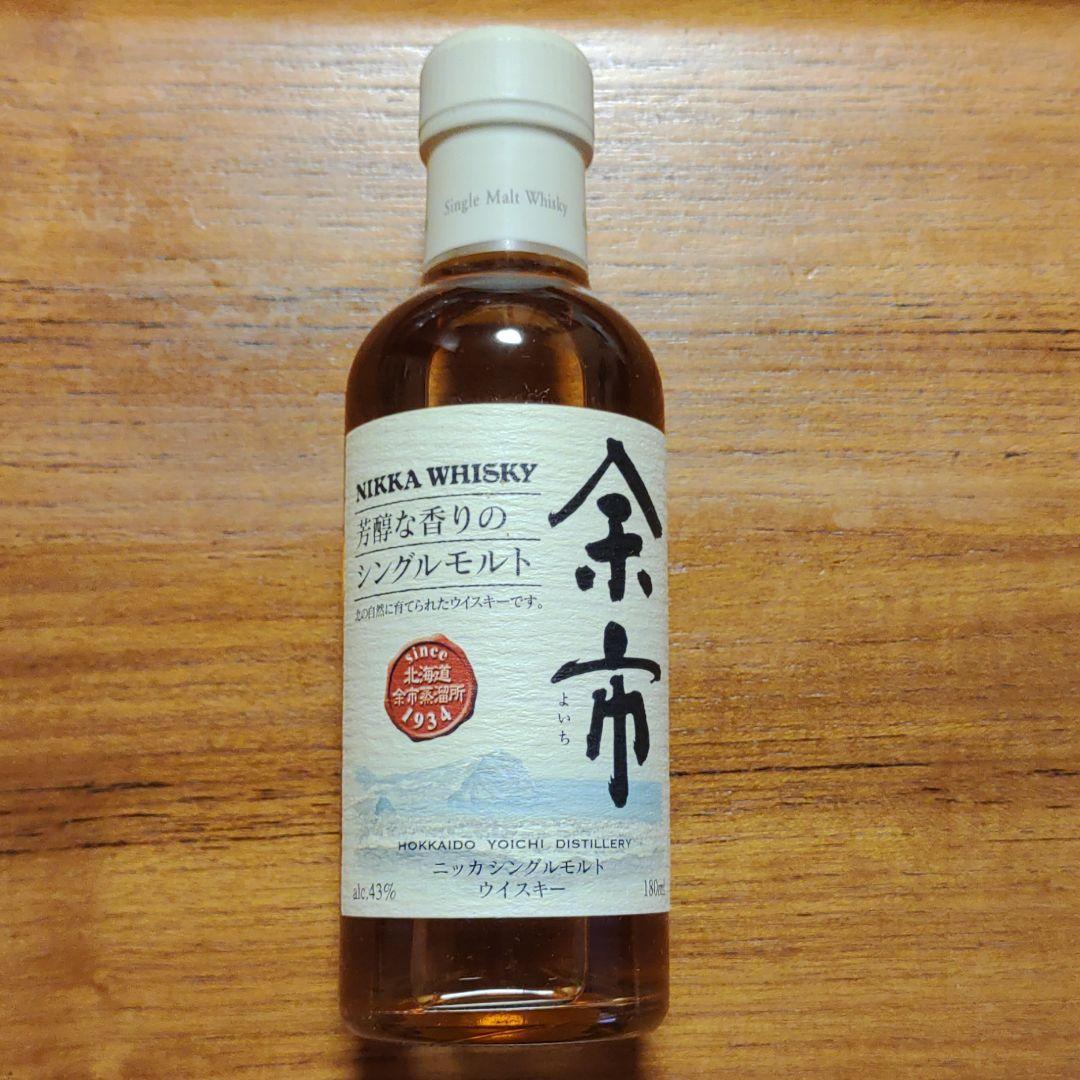 Single Malt Whisky
NIKKA WHISKY
芳醇な香りの
シングルモルト
北の自然に育てられたウイスキーです。
余市
よいち
since
北海道
余市蒸溜所
1934
HOKKAIDO YOICHI DISTILLERY
ニッカ シングルモルト
ウイスキー
alc.43%
180ml